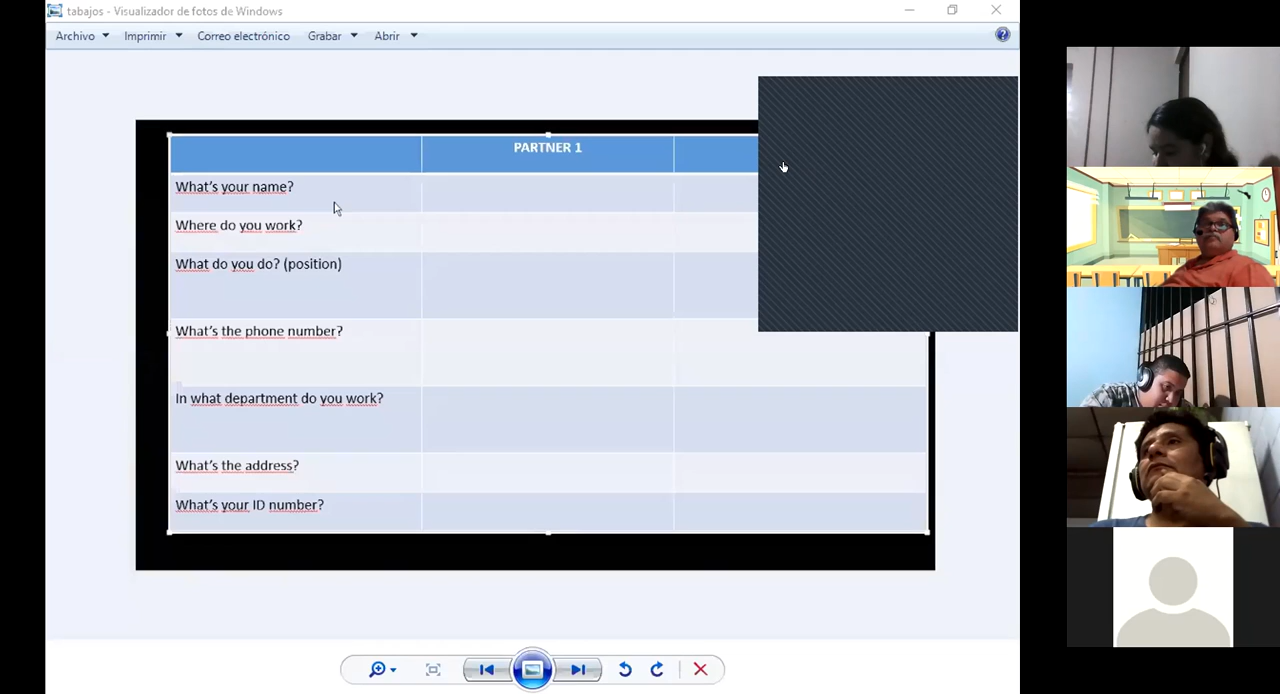 tabajos - Visualizador de fotos de Windows
Archivo Imprimir Correo electrónico Grabar Abrir
PARTNER 1
What's your name?
Where do you work?
What do you do? (position)
What's the phone number?
In what department do you work?
What's the address?
What's your ID number?